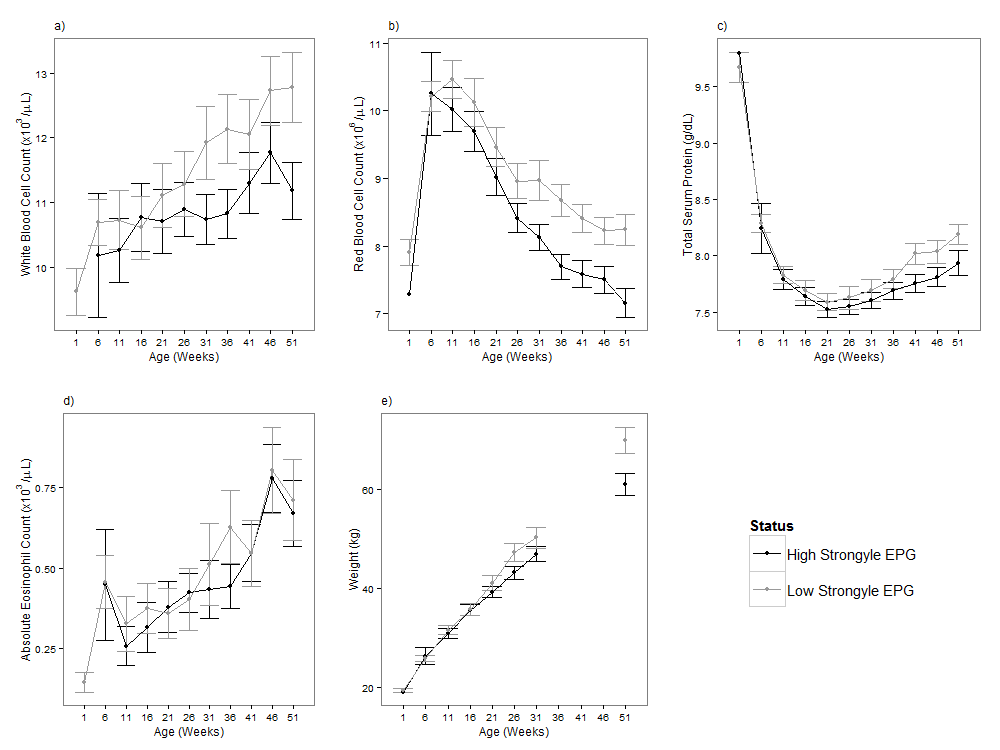 a)
White Blood Cell Count (x10³ /μL)
13
12
11
10
1 6 11 16 21 26 31 36 41 46 51
Age (Weeks)
b)
Red Blood Cell Count (x10⁶ /μL)
11
10
9
8
7
1 6 11 16 21 26 31 36 41 46 51
Age (Weeks)
c)
Total Serum Protein (g/dL)
9.5
9.0
8.5
8.0
7.5
1 6 11 16 21 26 31 36 41 46 51
Age (Weeks)
d)
Absolute Eosinophil Count (x10³ /μL)
0.75
0.50
0.25
1 6 11 16 21 26 31 36 41 46 51
Age (Weeks)
e)
Weight (kg)
60
40
20
1 6 11 16 21 26 31 36 41 46 51
Age (Weeks)
Status
High Strongyle EPG
Low Strongyle EPG